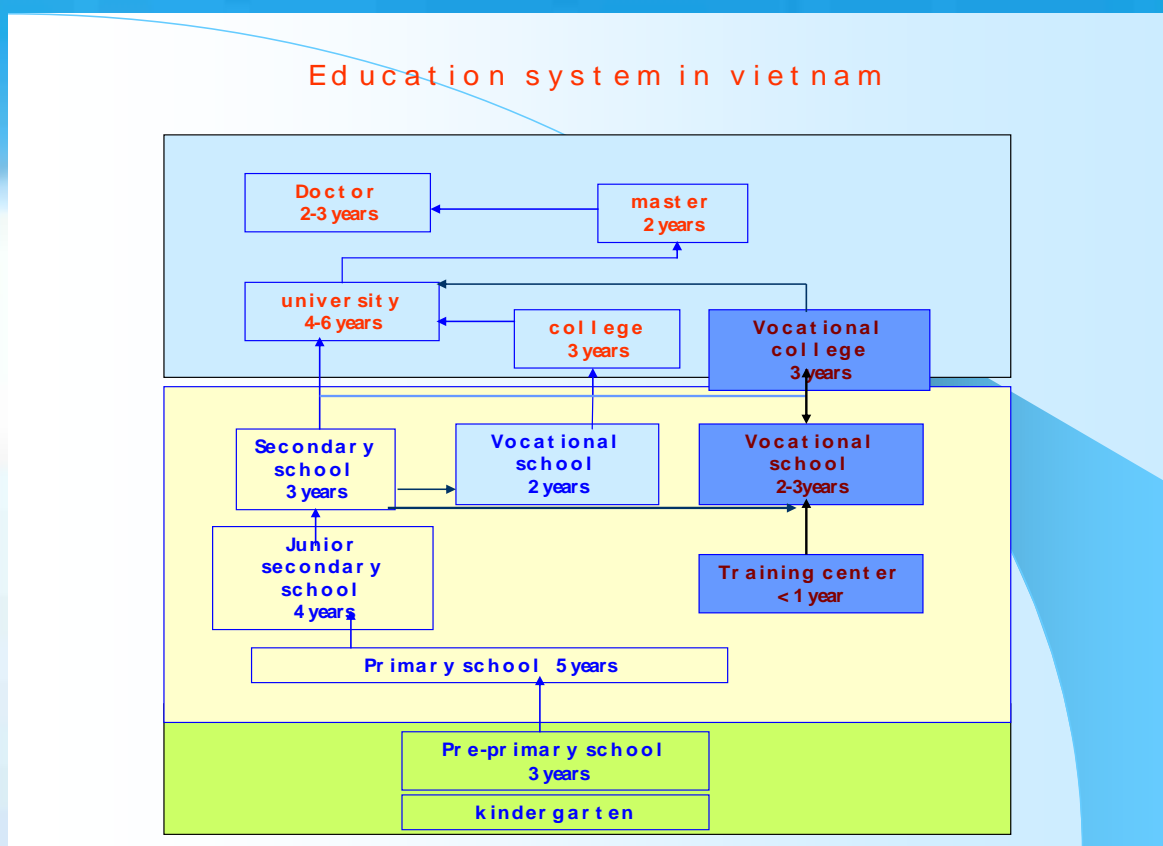 Education system in vietnam
Doctor
2-3 years
master
2 years
university
4-6 years
college
3 years
Vocational
college
3 years
Secondary
school
3 years
Vocational
school
2 years
Vocational
school
2-3years
Junior
secondary
school
4 years
Training center
< 1 year
Primary school 5 years
Pre-primary school
3 years
kindergarten